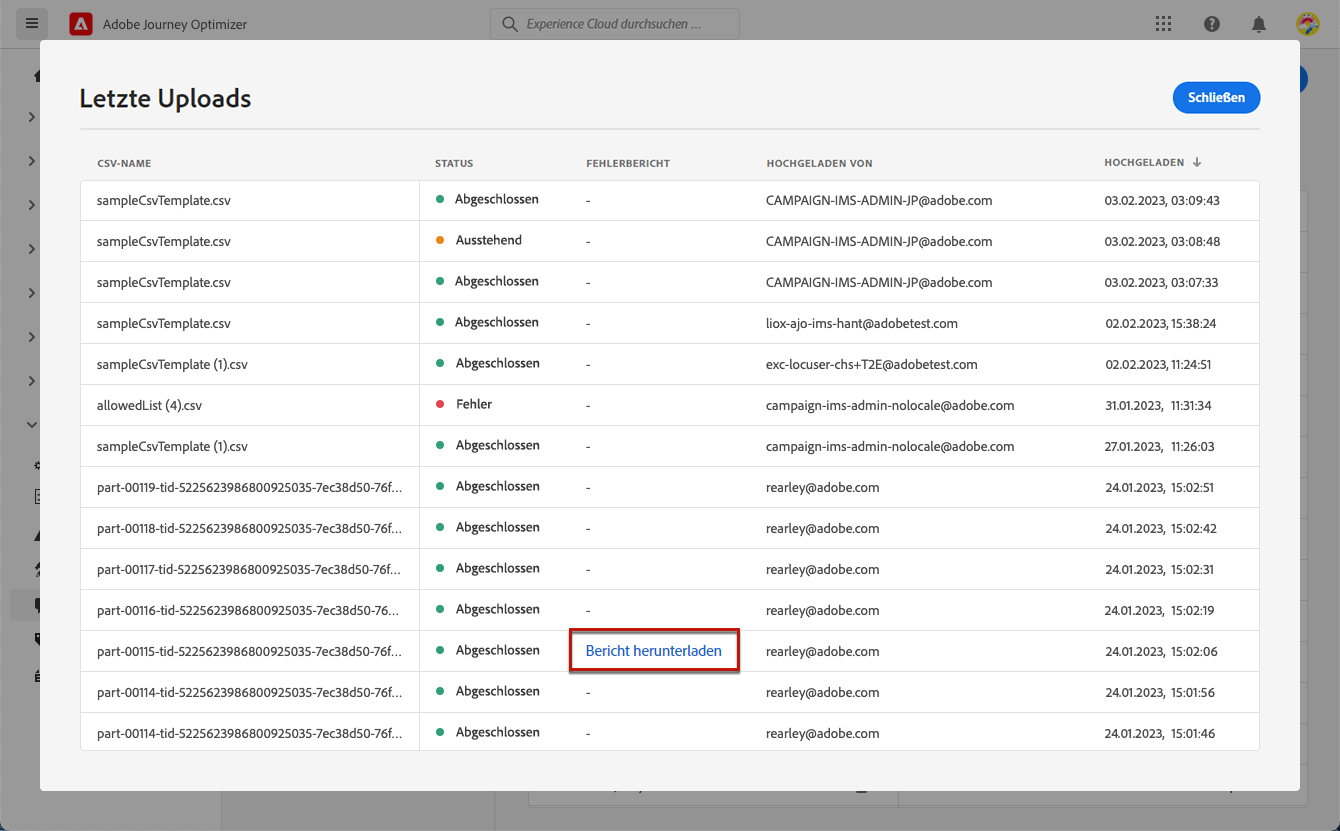 Adobe Journey Optimizer
Experience Cloud durchsuchen ...
Letzte Uploads
Schließen
CSV-NAME STATUS FEHLERBERICHT HOCHGELADEN VON HOCHGELADEN
sampleCsvTemplate.csv Abgeschlossen - CAMPAIGN-IMS-ADMIN-JP@adobe.com 03.02.2023, 03:09:43
sampleCsvTemplate.csv Ausstehend - CAMPAIGN-IMS-ADMIN-JP@adobe.com 03.02.2023, 03:08:48
sampleCsvTemplate.csv Abgeschlossen - CAMPAIGN-IMS-ADMIN-JP@adobe.com 03.02.2023, 03:07:33
sampleCsvTemplate.csv Abgeschlossen - liox-ajo-ims-hant@adobetest.com 02.02.2023, 15:38:24
sampleCsvTemplate (1).csv Abgeschlossen - exc-locuser-chs+T2E@adobetest.com 02.02.2023, 11:24:51
allowedList (4).csv Fehler - campaign-ims-admin-nolocale@adobe.com 31.01.2023, 11:31:34
sampleCsvTemplate (1).csv Abgeschlossen - campaign-ims-admin-nolocale@adobe.com 27.01.2023, 11:26:03
part-00119-tid-5225623986800925035-7ec38d50-76f... Abgeschlossen - rearley@adobe.com 24.01.2023, 15:02:51
part-00118-tid-5225623986800925035-7ec38d50-76f... Abgeschlossen - rearley@adobe.com 24.01.2023, 15:02:42
part-00117-tid-5225623986800925035-7ec38d50-76f... Abgeschlossen - rearley@adobe.com 24.01.2023, 15:02:31
part-00116-tid-5225623986800925035-7ec38d50-76... Abgeschlossen - rearley@adobe.com 24.01.2023, 15:02:19
part-00115-tid-5225623986800925035-7ec38d50-76f... Abgeschlossen Bericht herunterladen rearley@adobe.com 24.01.2023, 15:02:06
part-00114-tid-5225623986800925035-7ec38d50-76f... Abgeschlossen - rearley@adobe.com 24.01.2023, 15:01:56
part-00114-tid-5225623986800925035-7ec38d50-76f... Abgeschlossen - rearley@adobe.com 24.01.2023, 15:01:46